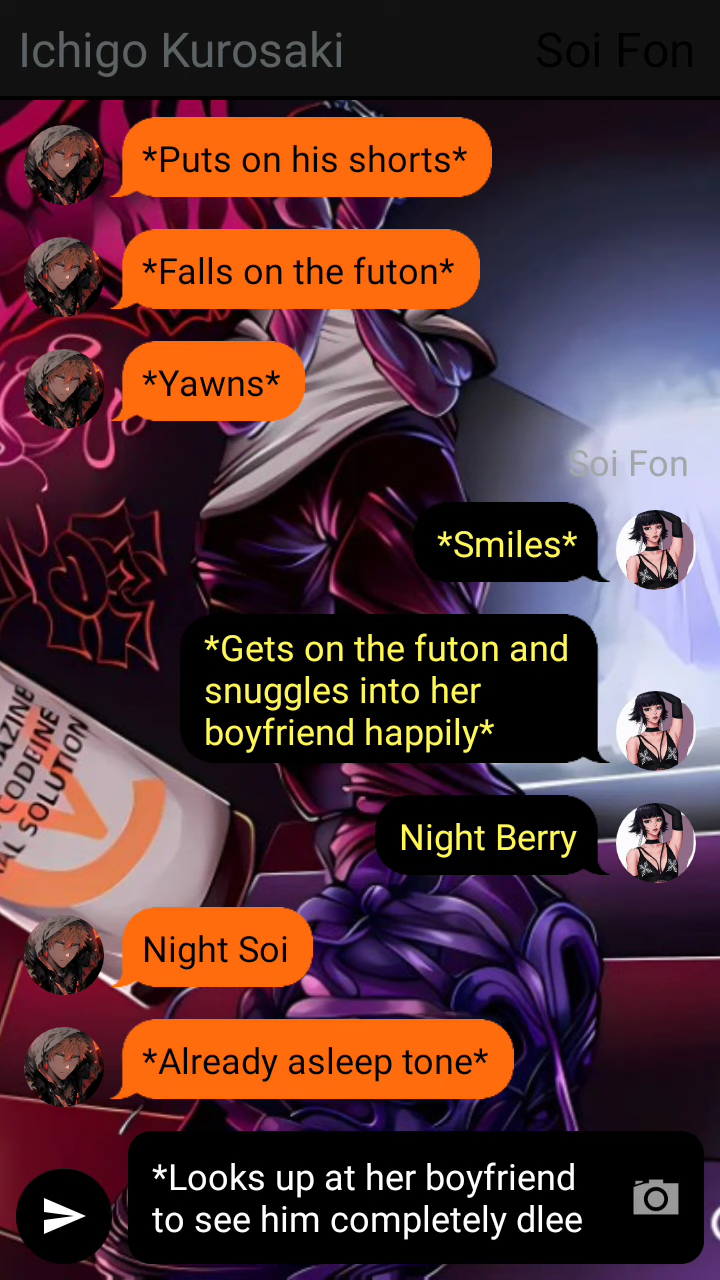 Ichigo Kurosaki
Soi Fon
*Puts on his shorts*
*Falls on the futon*
*Yawns*
Soi Fon
*Smiles*
*Gets on the futon and
snuggles into her
boyfriend happily*
Night Berry
AZINE
CODEINE
AL SOLUTION
Night Soi
*Already asleep tone*
*Looks up at her boyfriend
to see him completely dlee